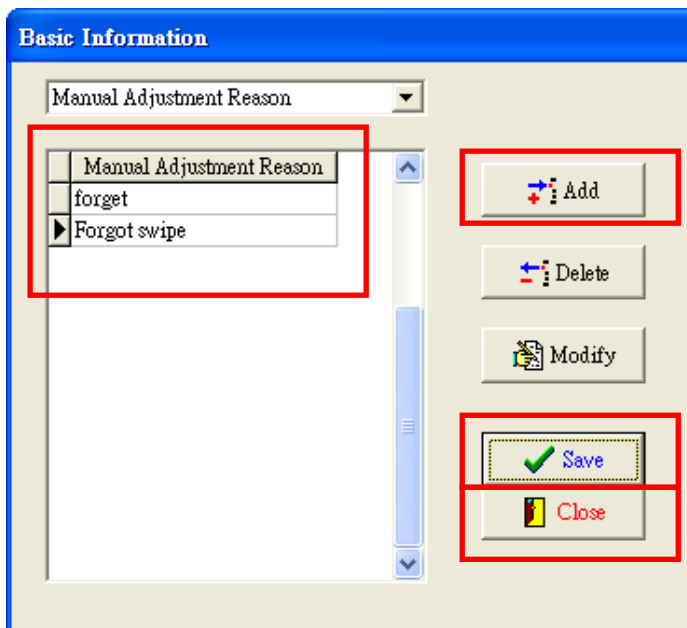 Basic Information
Manual Adjustment Reason
Manual Adjustment Reason
forget
Forgot swipe
Add
Delete
Modify
Save
Close